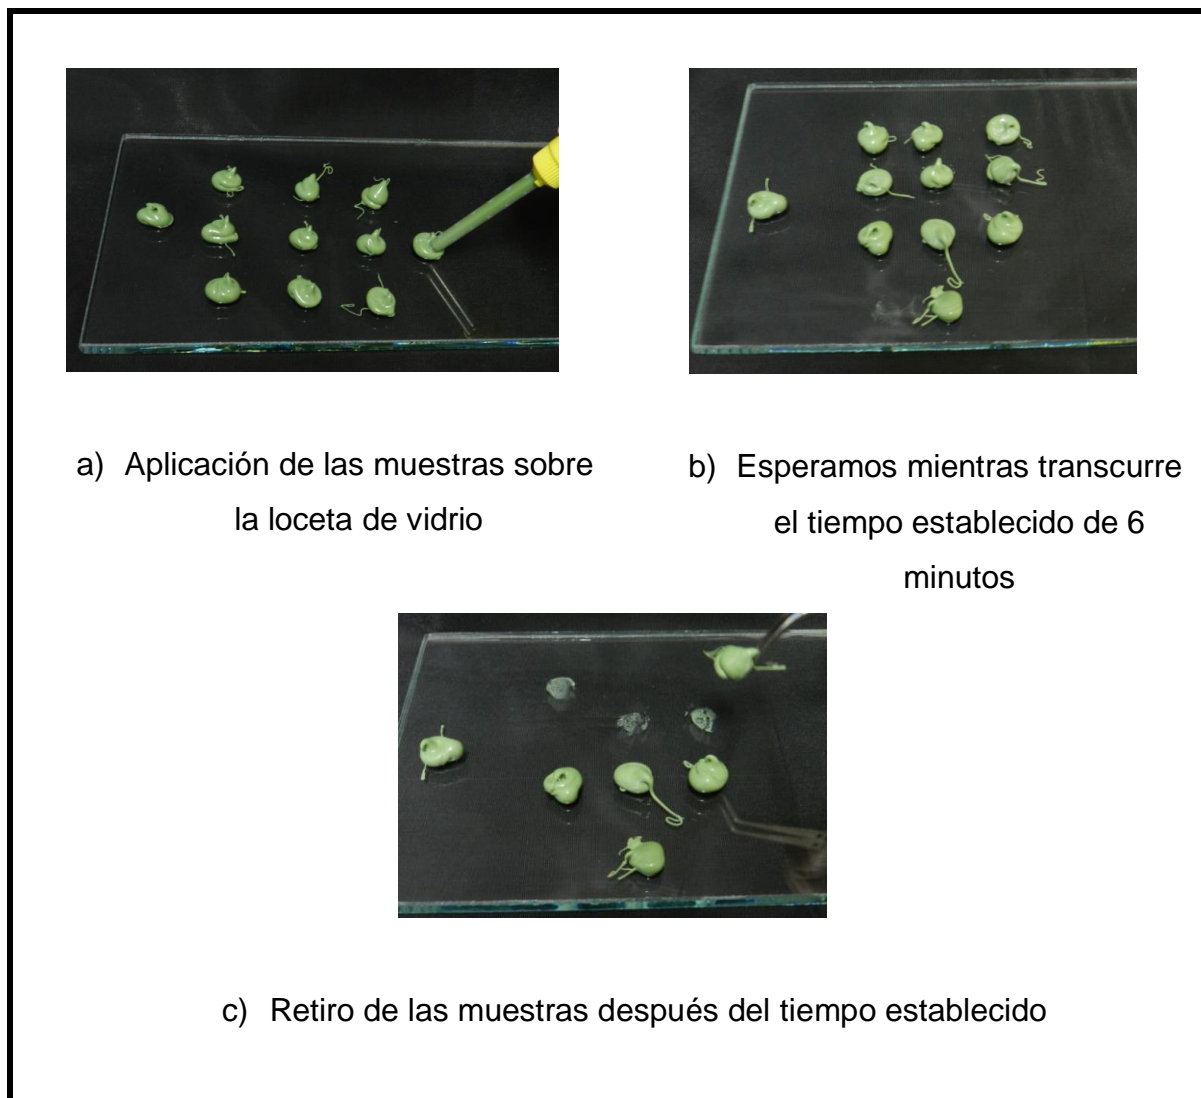 a) Aplicación de las muestras sobre
la loceta de vidrio
b) Esperamos mientras transcurre
el tiempo establecido de 6
minutos
c) Retiro de las muestras después del tiempo establecido